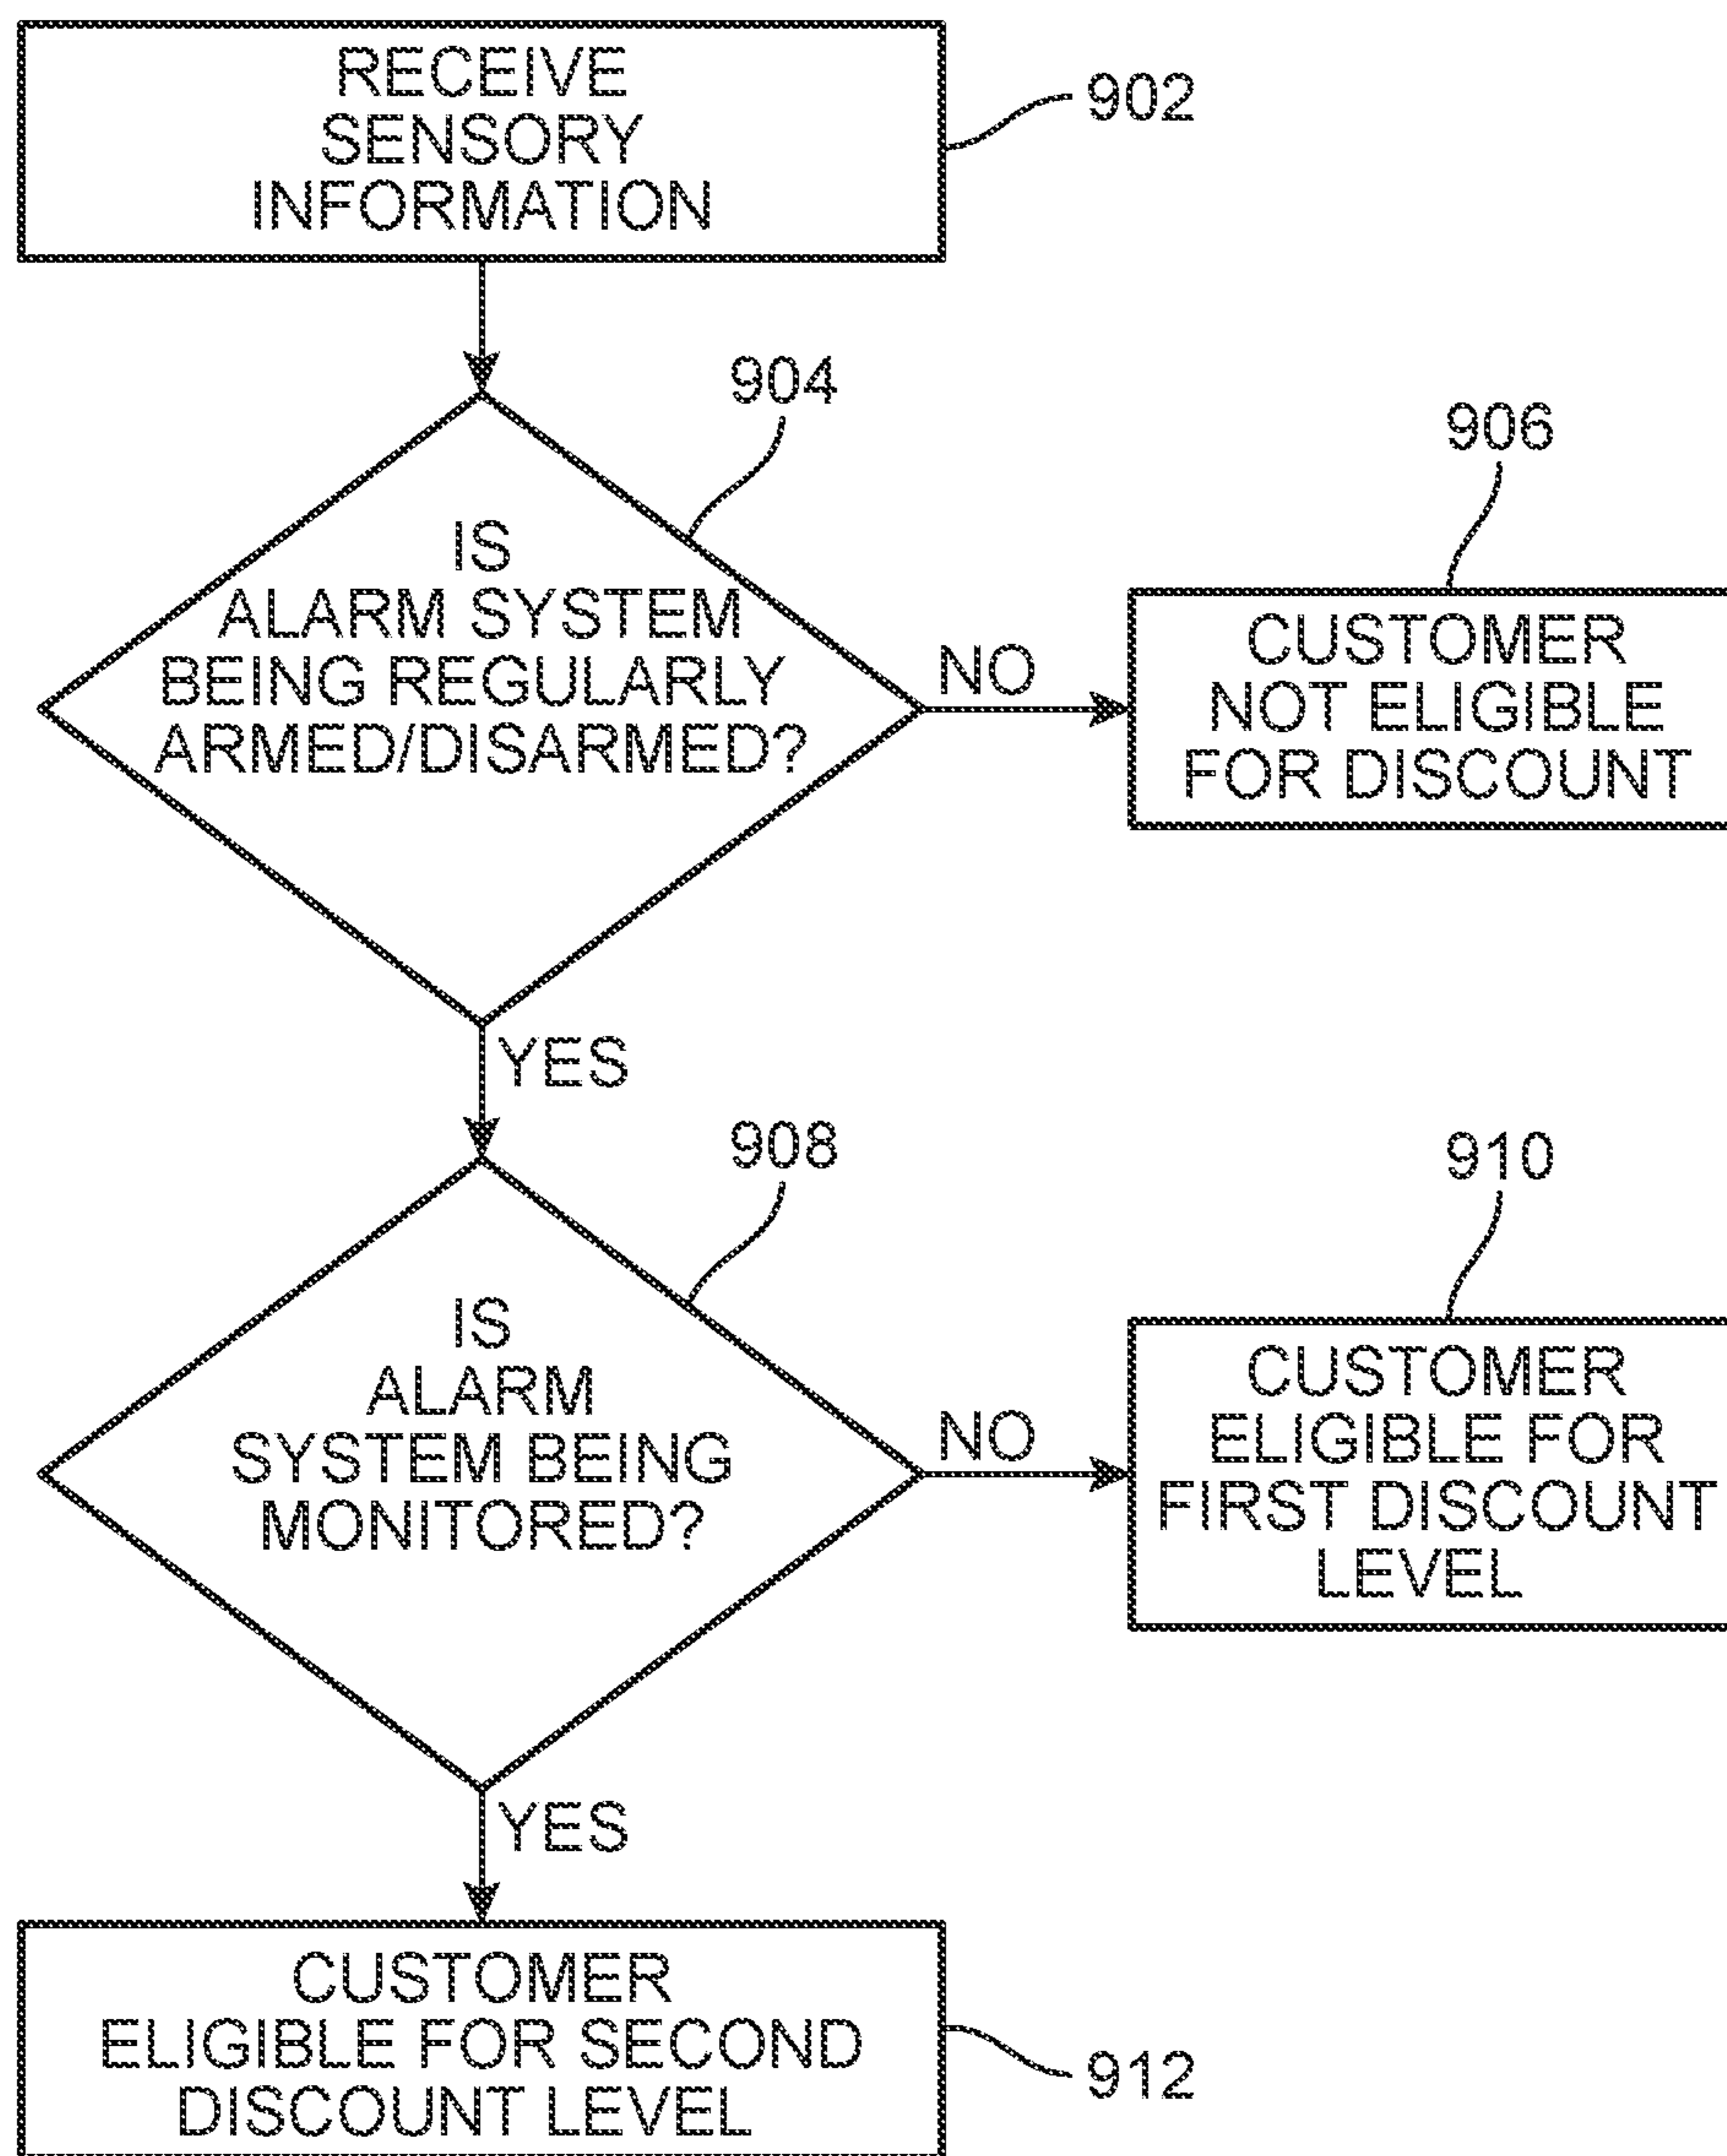 RECEIVE
SENSORY
INFORMATION
902
904
IS
ALARM SYSTEM
BEING REGULARLY
ARMED/DISARMED?
NO
906
CUSTOMER
NOT ELIGIBLE
FOR DISCOUNT
YES
908
IS
ALARM
SYSTEM BEING
MONITORED?
NO
910
CUSTOMER
ELIGIBLE FOR
FIRST DISCOUNT
LEVEL
YES
CUSTOMER
ELIGIBLE FOR SECOND
DISCOUNT LEVEL
912